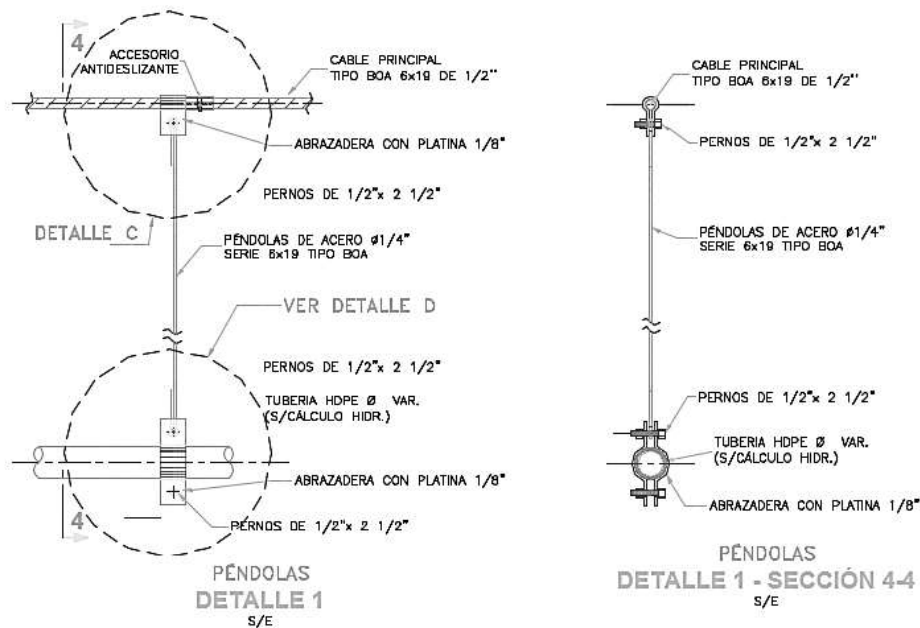 4
ACCESORIO
ANTIDESLIZANTE
CABLE PRINCIPAL
TIPO BOA 6x19 DE 1/2"
ABRAZADERA CON PLATINA 1/8"
PERNOS DE 1/2"x 2 1/2"
DETALLE C
PÉNDOLAS DE ACERO ø1/4"
SERIE 6x19 TIPO BOA
VER DETALLE D
PERNOS DE 1/2"x 2 1/2"
TUBERIA HDPE Ø VAR.
(S/CÁLCULO HIDR.)
ABRAZADERA CON PLATINA 1/8"
4
PERNOS DE 1/2"x 2 1/2"
PÉNDOLAS
DETALLE 1
S/E
CABLE PRINCIPAL
TIPO BOA 6x19 DE 1/2"
PERNOS DE 1/2"x 2 1/2"
PÉNDOLAS DE ACERO ø1/4"
SERIE 6x19 TIPO BOA
PERNOS DE 1/2"x 2 1/2"
TUBERIA HDPE Ø VAR.
(S/CÁLCULO HIDR.)
ABRAZADERA CON PLATINA 1/8"
PÉNDOLAS
DETALLE 1 - SECCIÓN 4-4
S/E